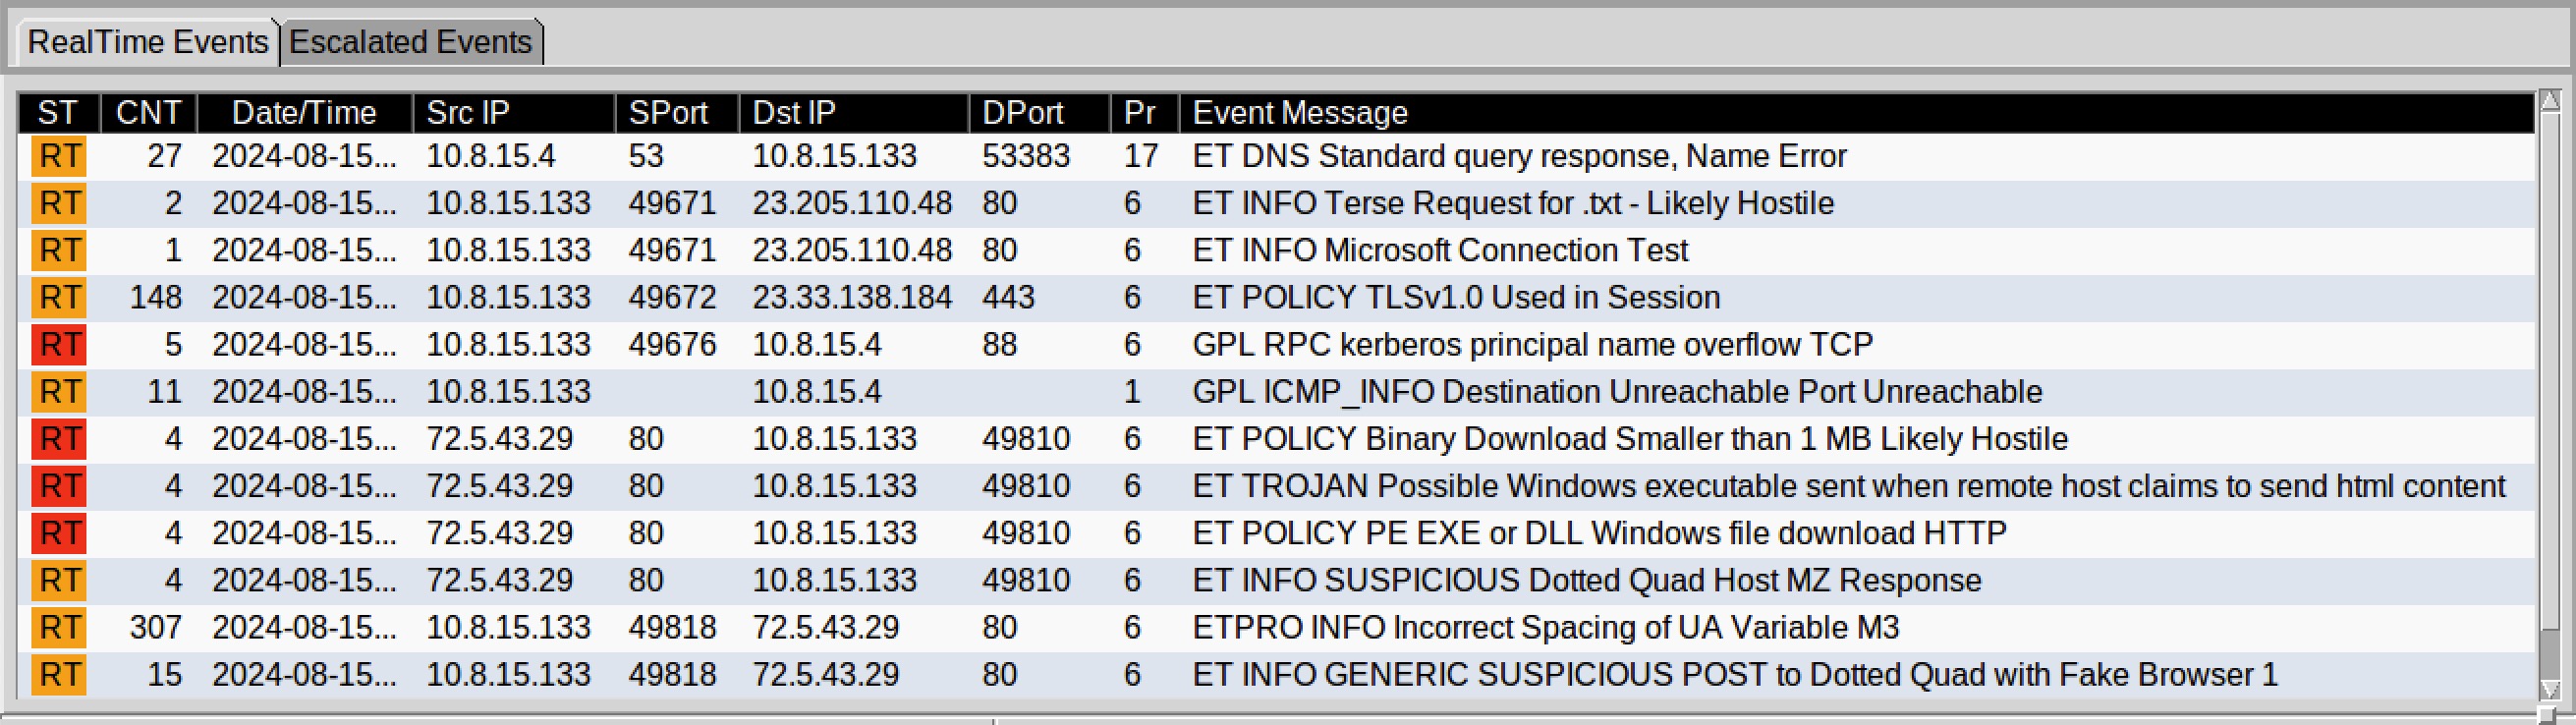 RealTime Events Escalated Events
ST CNT Date/Time Src IP SPort Dst IP DPort Pr Event Message
RT 27 2024-08-15... 10.8.15.4 53 10.8.15.133 53383 17 ET DNS Standard query response, Name Error
RT 2 2024-08-15... 10.8.15.133 49671 23.205.110.48 80 6 ET INFO Terse Request for .txt - Likely Hostile
RT 1 2024-08-15... 10.8.15.133 49671 23.205.110.48 80 6 ET INFO Microsoft Connection Test
RT 148 2024-08-15... 10.8.15.133 49672 23.33.138.184 443 6 ET POLICY TLSv1.0 Used in Session
RT 5 2024-08-15... 10.8.15.133 49676 10.8.15.4 88 6 GPL RPC kerberos principal name overflow TCP
RT 11 2024-08-15... 10.8.15.133 10.8.15.4 1 GPL ICMP_INFO Destination Unreachable Port Unreachable
RT 4 2024-08-15... 72.5.43.29 80 10.8.15.133 49810 6 ET POLICY Binary Download Smaller than 1 MB Likely Hostile
RT 4 2024-08-15... 72.5.43.29 80 10.8.15.133 49810 6 ET TROJAN Possible Windows executable sent when remote host claims to send html content
RT 4 2024-08-15... 72.5.43.29 80 10.8.15.133 49810 6 ET POLICY PE EXE or DLL Windows file download HTTP
RT 4 2024-08-15... 72.5.43.29 80 10.8.15.133 49810 6 ET INFO SUSPICIOUS Dotted Quad Host MZ Response
RT 307 2024-08-15... 10.8.15.133 49818 72.5.43.29 80 6 ETPRO INFO Incorrect Spacing of UA Variable M3
RT 15 2024-08-15... 10.8.15.133 49818 72.5.43.29 80 6 ET INFO GENERIC SUSPICIOUS POST to Dotted Quad with Fake Browser 1